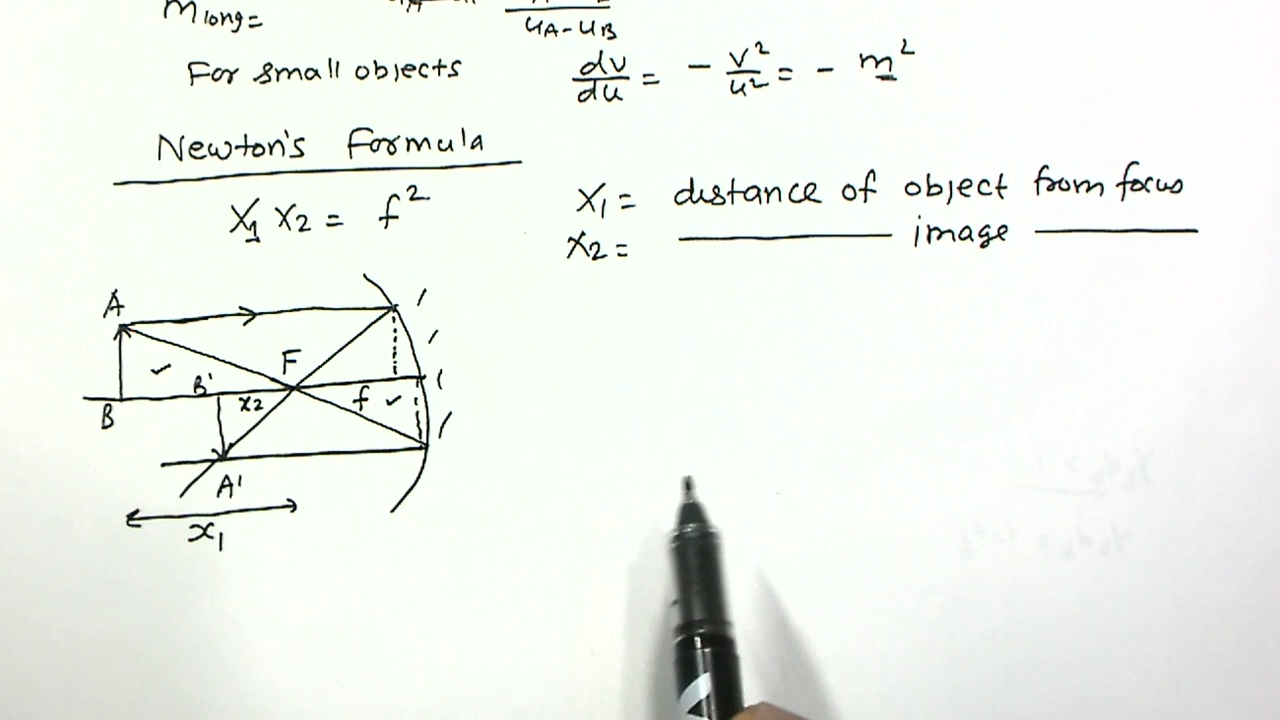 m long =
uA - uB
For small objects dv/du = - v²/u² = - m²
Newton's Formula
X1 X2 = f²
X1 = distance of object from focus
X2 = ———— image ————
A
F
B' x2 f ✓
✓
B
A'
x1